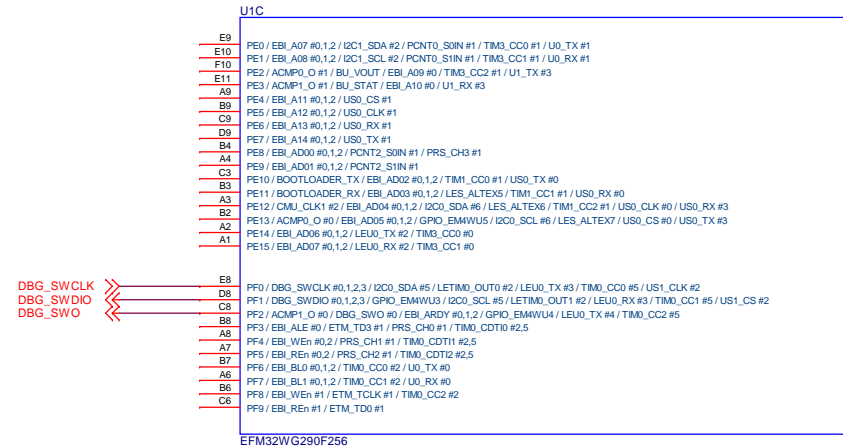 U1C
E9 PE0 / EBI_A07 #0,1,2 / I2C1_SDA #2 / PCNT0_S0IN #1 / TIM3_CC0 #1 / U0_TX #1
E10 PE1 / EBI_A08 #0,1,2 / I2C1_SCL #2 / PCNT0_S1IN #1 / TIM3_CC1 #1 / U0_RX #1
F10 PE2 / ACMP0_O #1 / BU_VOUT / EBI_A09 #0 / TIM3_CC2 #1 / U1_TX #3
E11 PE3 / ACMP1_O #1 / BU_STAT / EBI_A10 #0 / U1_RX #3
A9 PE4 / EBI_A11 #0,1,2 / US0_CS #1
B9 PE5 / EBI_A12 #0,1,2 / US0_CLK #1
C9 PE6 / EBI_A13 #0,1,2 / US0_RX #1
D9 PE7 / EBI_A14 #0,1,2 / US0_TX #1
B4 PE8 / EBI_AD00 #0,1,2 / PCNT2_S0IN #1 / PRS_CH3 #1
A4 PE9 / EBI_AD01 #0,1,2 / PCNT2_S1IN #1
C3 PE10 / BOOTLOADER_TX / EBI_AD02 #0,1,2 / TIM1_CC0 #1 / US0_TX #0
B3 PE11 / BOOTLOADER_RX / EBI_AD03 #0,1,2 / LES_ALTEX5 / TIM1_CC1 #1 / US0_RX #0
A3 PE12 / CMU_CLK1 #2 / EBI_AD04 #0,1,2 / I2C0_SDA #6 / LES_ALTEX6 / TIM1_CC2 #1 / US0_CLK #0 / US0_RX #3
B2 PE13 / ACMP0_O #0 / EBI_AD05 #0,1,2 / GPIO_EM4WU5 / I2C0_SCL #6 / LES_ALTEX7 / US0_CS #0 / US0_TX #3
A2 PE14 / EBI_AD06 #0,1,2 / LEU0_TX #2 / TIM3_CC0 #0
A1 PE15 / EBI_AD07 #0,1,2 / LEU0_RX #2 / TIM3_CC1 #0
DBG_SWCLK E8 PF0 / DBG_SWCLK #0,1,2,3 / I2C0_SDA #5 / LETIM0_OUT0 #2 / LEU0_TX #3 / TIM0_CC0 #5 / US1_CLK #2
DBG_SWDIO D8 PF1 / DBG_SWDIO #0,1,2,3 / GPIO_EM4WU3 / I2C0_SCL #5 / LETIM0_OUT1 #2 / LEU0_RX #3 / TIM0_CC1 #5 / US1_CS #2
DBG_SWO C8 PF2 / ACMP1_O #0 / DBG_SWO #0 / EBI_ARDY #0,1,2 / GPIO_EM4WU4 / LEU0_TX #4 / TIM0_CC2 #5
B8 PF3 / EBI_ALE #0 / ETM_TD3 #1 / PRS_CH0 #1 / TIM0_CDTI0 #2,5
A8 PF4 / EBI_WEn #0,2 / PRS_CH1 #1 / TIM0_CDTI1 #2,5
A7 PF5 / EBI_REn #0,2 / PRS_CH2 #1 / TIM0_CDTI2 #2,5
B7 PF6 / EBI_BL0 #0,1,2 / TIM0_CC0 #2 / U0_TX #0
A6 PF7 / EBI_BL1 #0,1,2 / TIM0_CC1 #2 / U0_RX #0
B6 PF8 / EBI_WEn #1 / ETM_TCLK #1 / TIM0_CC2 #2
C6 PF9 / EBI_REn #1 / ETM_TD0 #1
EFM32WG290F256